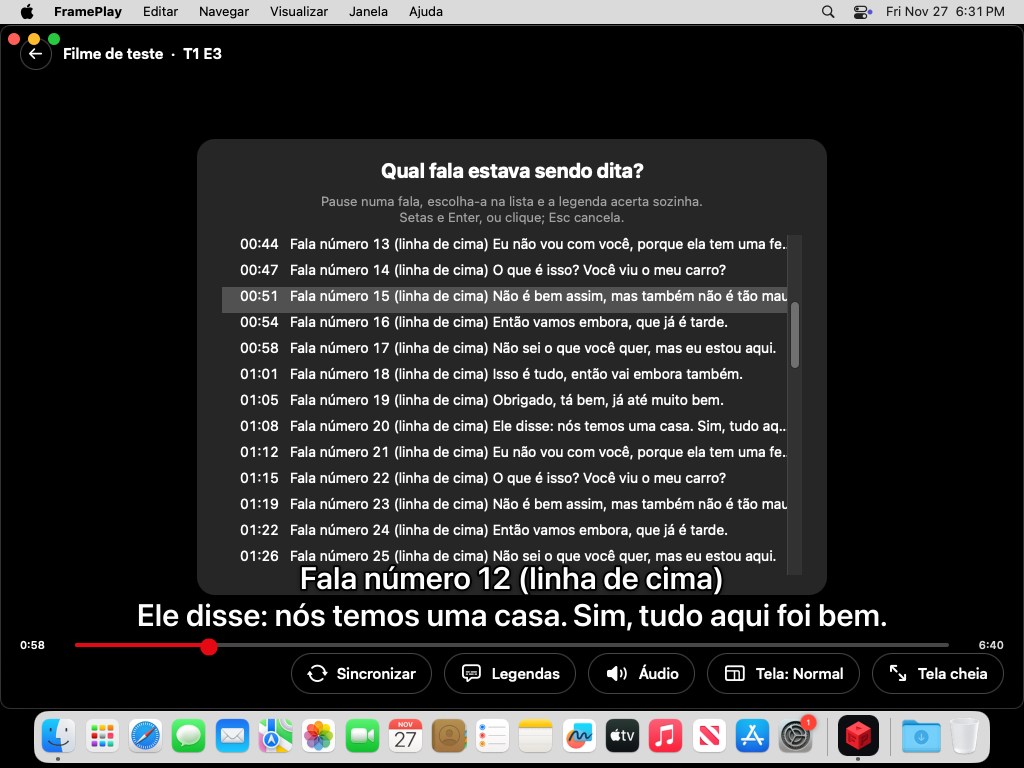 FramePlay Editar Navegar Visualizar Janela Ajuda Fri Nov 27 6:31 PM
Filme de teste · T1 E3
Qual fala estava sendo dita?
Pause numa fala, escolha-a na lista e a legenda acerta sozinha.
Setas e Enter, ou clique; Esc cancela.
00:44 Fala número 13 (linha de cima) Eu não vou com você, porque ela tem uma fe..
00:47 Fala número 14 (linha de cima) O que é isso? Você viu o meu carro?
00:51 Fala número 15 (linha de cima) Não é bem assim, mas também não é tão mau
00:54 Fala número 16 (linha de cima) Então vamos embora, que já é tarde.
00:58 Fala número 17 (linha de cima) Não sei o que você quer, mas eu estou aqui.
01:01 Fala número 18 (linha de cima) Isso é tudo, então vai embora também.
01:05 Fala número 19 (linha de cima) Obrigado, tá bem, já até muito bem.
01:08 Fala número 20 (linha de cima) Ele disse: nós temos uma casa. Sim, tudo aq..
01:12 Fala número 21 (linha de cima) Eu não vou com você, porque ela tem uma fe..
01:15 Fala número 22 (linha de cima) O que é isso? Você viu o meu carro?
01:19 Fala número 23 (linha de cima) Não é bem assim, mas também não é tão mau
01:22 Fala número 24 (linha de cima) Então vamos embora, que já é tarde.
01:26 Fala número 25 (linha de cima) Não sei o que você quer, mas eu estou aqui.
Fala número 12 (linha de cima)
Ele disse: nós temos uma casa. Sim, tudo aqui foi bem.
0:58 6:40
Sincronizar Legendas Áudio Tela: Normal Tela cheia
NOV
27
tv
1